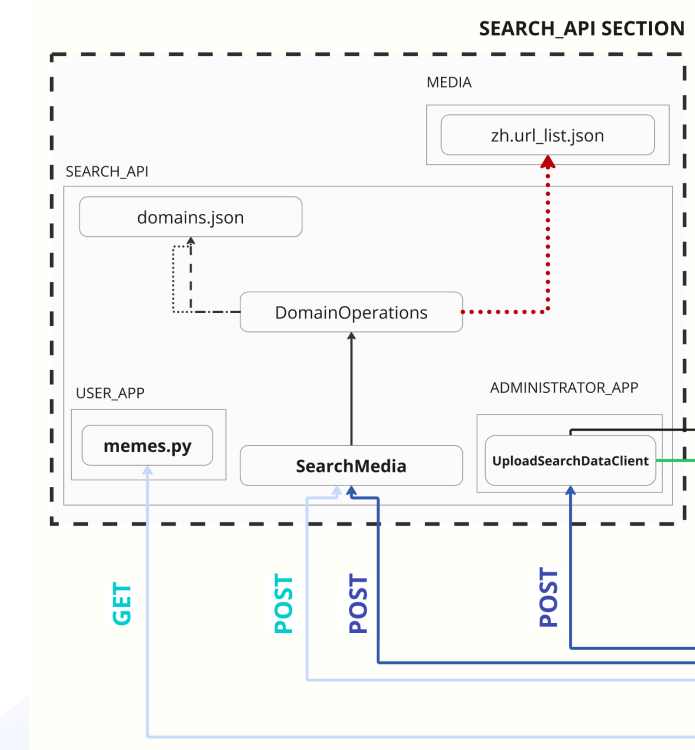 SEARCH_API SECTION
MEDIA
zh.url_list.json
SEARCH_API
domains.json
DomainOperations
USER_APP
ADMINISTRATOR_APP
memes.py
SearchMedia
UploadSearchDataClient
GET
POST
POST
POST